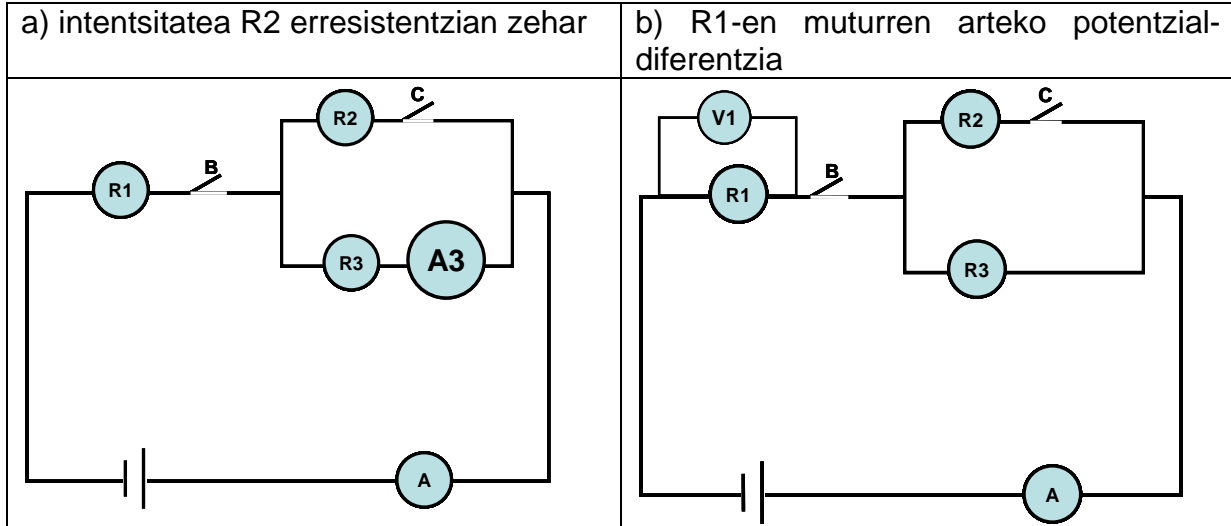 a) intentsitatea R2 erresistentzian zehar
b) R1-en muturren arteko potentzial-
diferentzia
R2
C
R1
B
R3
A3
A
V1
R2
C
R1
B
R3
A